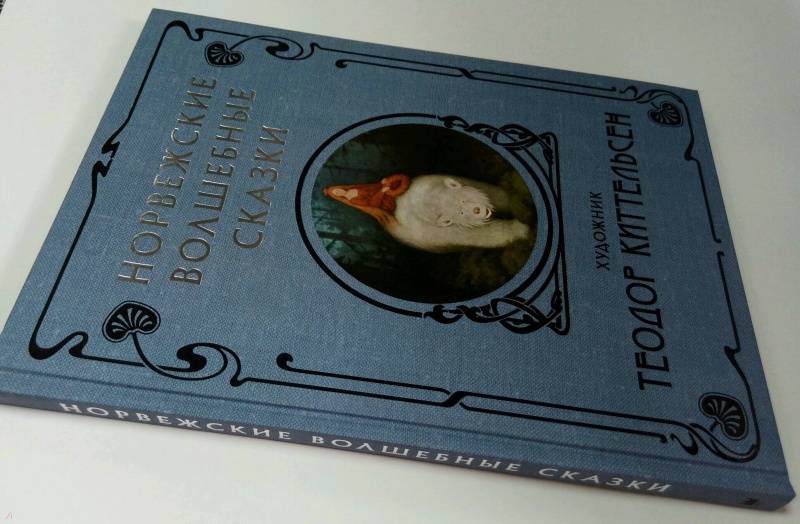 НОРВЕЖСКИЕ
ВОЛШЕБНЫЕ
СКАЗКИ
ХУДОЖНИК
ТЕОДОР КИТТЕЛЬСЕН
НОРВЕЖСКИЕ ВОЛШЕБНЫЕ СКАЗКИ